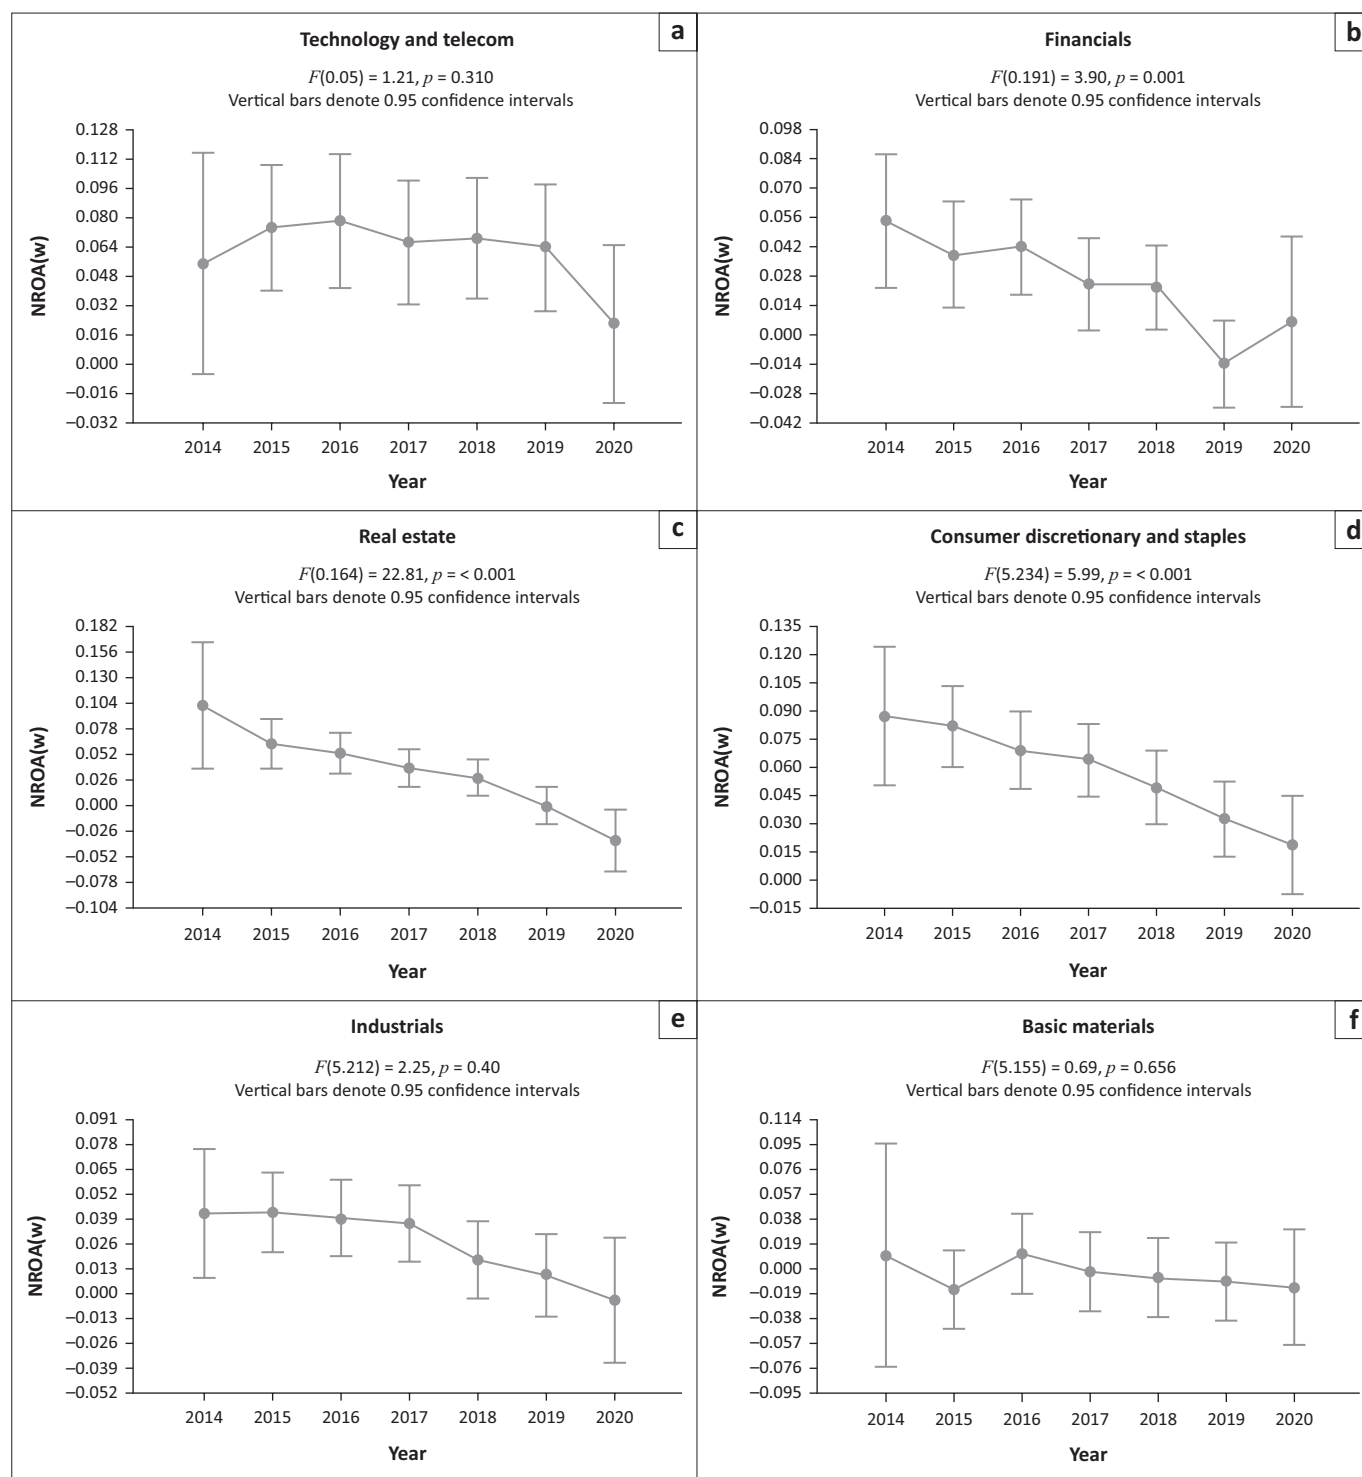 a
Technology and telecom
F(0.05) = 1.21, p = 0.310
Vertical bars denote 0.95 confidence intervals
0.128
0.112
0.096
0.080
0.064
0.048
0.032
0.016
0.000
−0.016
−0.032
NROA(w)
2014 2015 2016 2017 2018 2019 2020
Year
b
Financials
F(0.191) = 3.90, p = 0.001
Vertical bars denote 0.95 confidence intervals
0.098
0.084
0.070
0.056
0.042
0.028
0.014
0.000
−0.014
−0.028
−0.042
NROA(w)
2014 2015 2016 2017 2018 2019 2020
Year
c
Real estate
F(0.164) = 22.81, p = < 0.001
Vertical bars denote 0.95 confidence intervals
0.182
0.156
0.130
0.104
0.078
0.052
0.026
0.000
−0.026
−0.052
−0.078
−0.104
NROA(w)
2014 2015 2016 2017 2018 2019 2020
Year
d
Consumer discretionary and staples
F(5.234) = 5.99, p = < 0.001
Vertical bars denote 0.95 confidence intervals
0.135
0.120
0.105
0.090
0.075
0.060
0.045
0.030
0.015
0.000
−0.015
NROA(w)
2014 2015 2016 2017 2018 2019 2020
Year
e
Industrials
F(5.212) = 2.25, p = 0.40
Vertical bars denote 0.95 confidence intervals
0.091
0.078
0.065
0.052
0.039
0.026
0.013
0.000
−0.013
−0.026
−0.039
−0.052
NROA(w)
2014 2015 2016 2017 2018 2019 2020
Year
f
Basic materials
F(5.155) = 0.69, p = 0.656
Vertical bars denote 0.95 confidence intervals
0.114
0.095
0.076
0.057
0.038
0.019
0.000
−0.019
−0.038
−0.057
−0.076
−0.095
NROA(w)
2014 2015 2016 2017 2018 2019 2020
Year